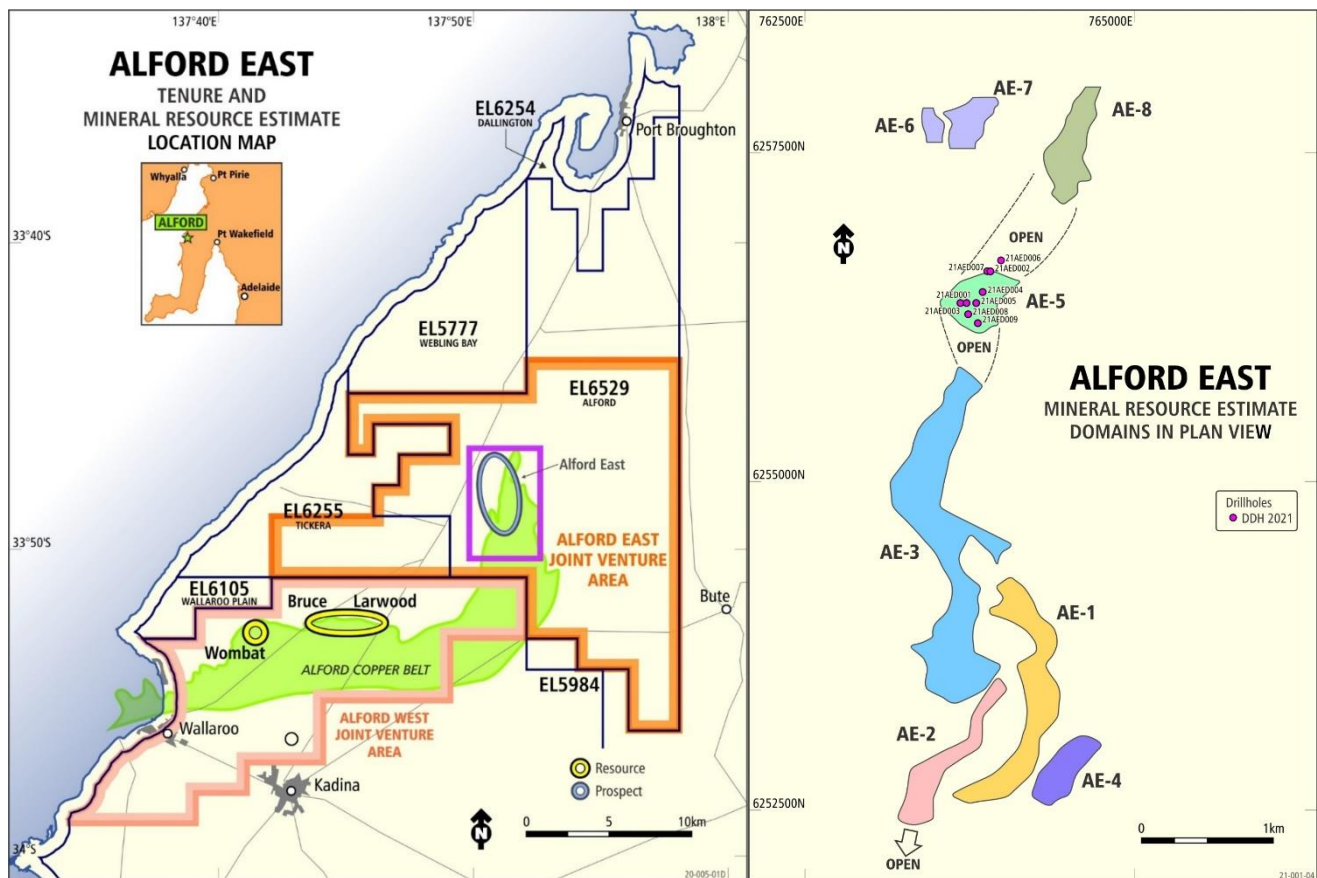 137°40'E
137°50'E
138°E
ALFORD EAST
TENURE AND
MINERAL RESOURCE ESTIMATE
LOCATION MAP
Whyalla
Pt Pirie
ALFORD
Pt Wakefield
Adelaide
EL6254
DALLINGTON
Port Broughton
33°40'S
EL5777
WEBLING BAY
EL6529
ALFORD
Alford East
EL6255
TICKERA
33°50'S
ALFORD EAST
JOINT VENTURE
AREA
EL6105
WALLAROO PLAIN
Bruce
Larwood
Bute
Wombat
ALFORD COPPER BELT
EL5984
Wallaroo
ALFORD WEST
JOINT VENTURE
AREA
Resource
Prospect
Kadina
N
0
5
10km
34°S
20-005-01D
762500E
765000E
AE-7
AE-8
AE-6
6257500N
N
OPEN
21AED006
21AED007
21AED002
21AED004
AE-5
21AED001
21AED005
21AED003
21AED008
21AED009
OPEN
ALFORD EAST
MINERAL RESOURCE ESTIMATE
DOMAINS IN PLAN VIEW
6255000N
Drillholes
DDH 2021
AE-3
AE-1
AE-2
AE-4
6252500N
0
1km
OPEN
21-001-04